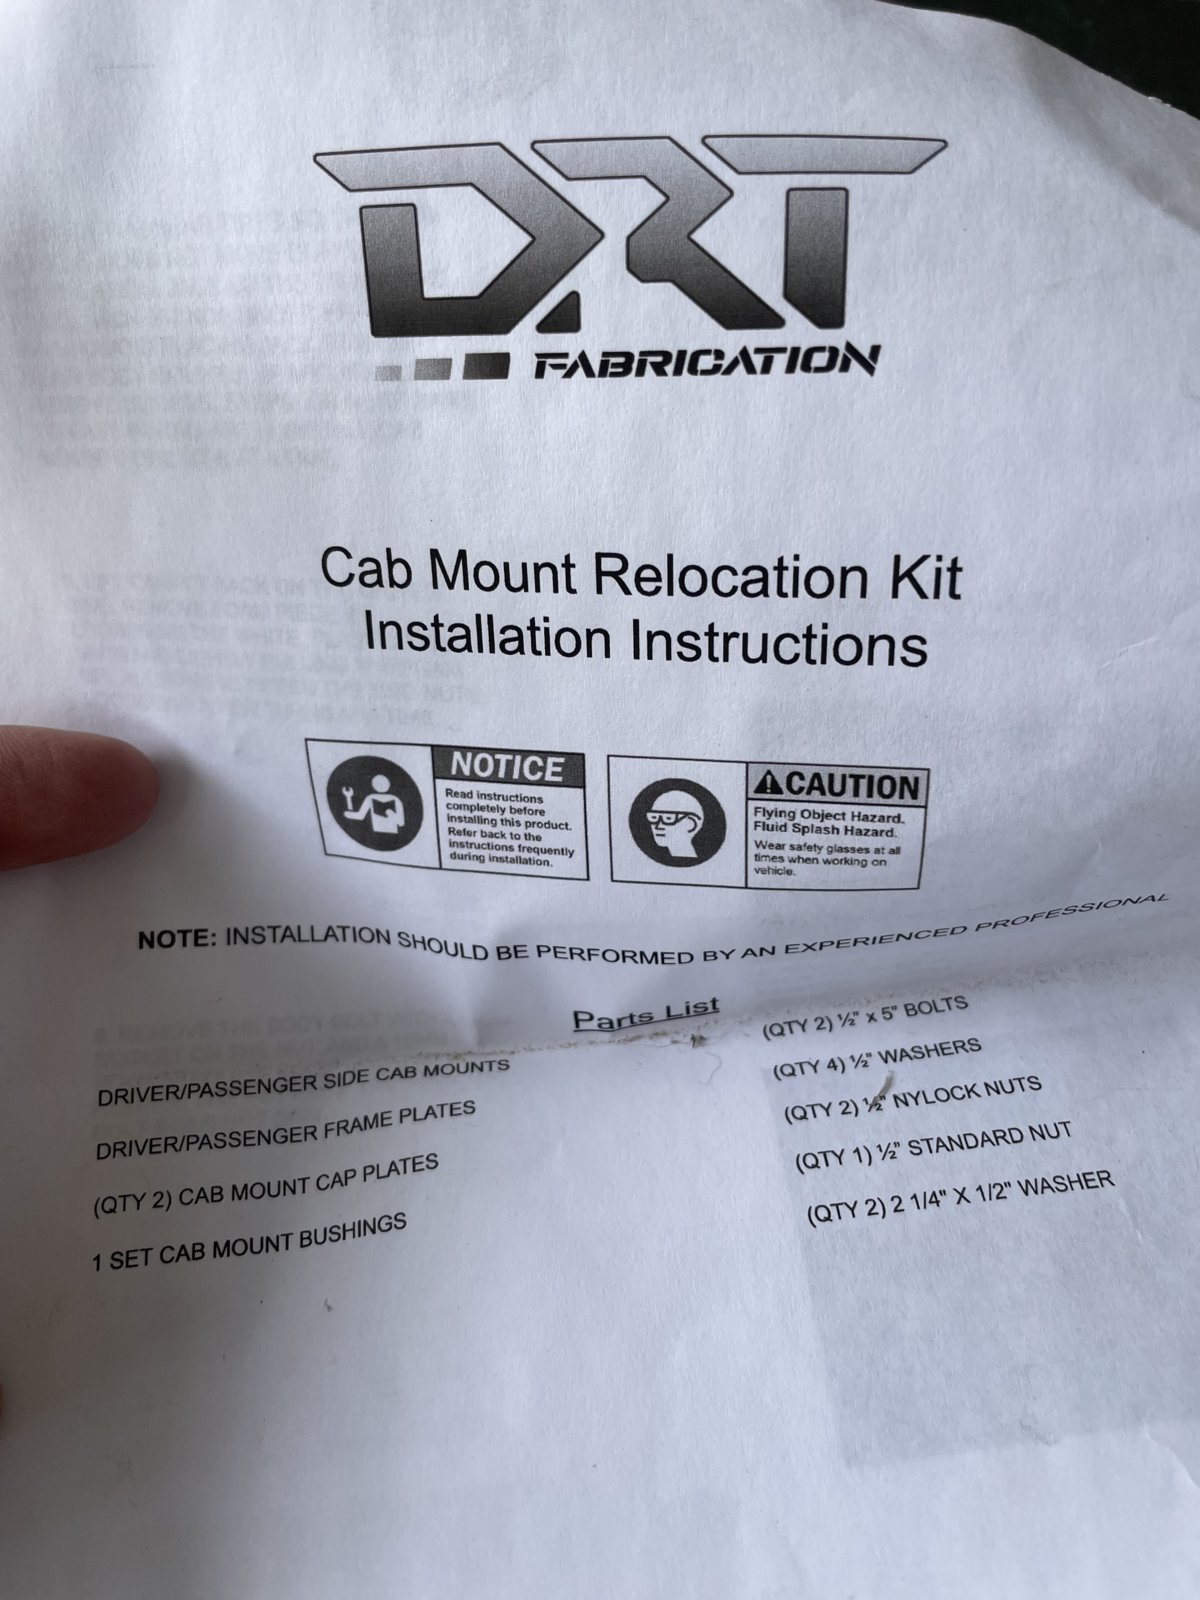 DRT
FABRICATION
Cab Mount Relocation Kit
Installation Instructions
NOTICE
Read instructions
completely before
installing this product.
Refer back to the
instructions frequently
during installation.
CAUTION
Flying Object Hazard.
Fluid Splash Hazard.
Wear safety glasses at all
times when working on
vehicle.
NOTE: INSTALLATION SHOULD BE PERFORMED BY AN EXPERIENCED PROFESSIONAL
Parts List
DRIVER/PASSENGER SIDE CAB MOUNTS
DRIVER/PASSENGER FRAME PLATES
(QTY 2) CAB MOUNT CAP PLATES
1 SET CAB MOUNT BUSHINGS
(QTY 2) ½" x 5" BOLTS
(QTY 4) ½" WASHERS
(QTY 2) ½" NYLOCK NUTS
(QTY 1) ½" STANDARD NUT
(QTY 2) 2 1/4" X 1/2" WASHER